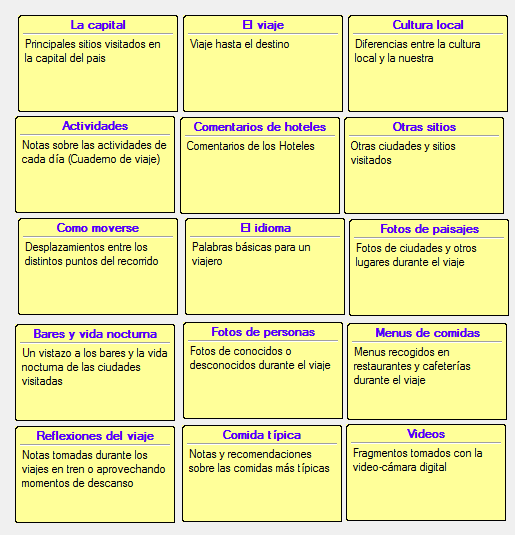 La capital
Principales sitios visitados en
la capital del pais
El viaje
Viaje hasta el destino
Cultura local
Diferencias entre la cultura
local y la nuestra
Actividades
Notas sobre las actividades de
cada día (Cuaderno de viaje)
Comentarios de hoteles
Comentarios de los Hoteles
Otras sitios
Otras ciudades y sitios
visitados
Como moverse
Desplazamientos entre los
distintos puntos del recorrido
El idioma
Palabras básicas para un
viajero
Fotos de paisajes
Fotos de ciudades y otros
lugares durante el viaje
Bares y vida nocturna
Un vistazo a los bares y la vida
nocturna de las ciudades
visitadas
Fotos de personas
Fotos de conocidos o
desconocidos durante el viaje
Menus de comidas
Menus recogidos en
restaurantes y cafeterías
durante el viaje
Reflexiones del viaje
Notas tomadas durante los
viajes en tren o aprovechando
momentos de descanso
Comida típica
Notas y recomendaciones
sobre las comidas más típicas
Videos
Fragmentos tomados con la
video-cámara digital